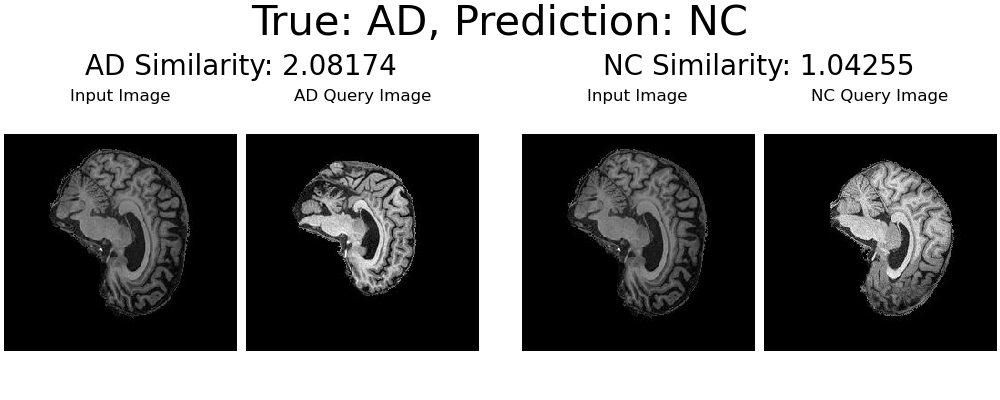 True: AD, Prediction: NC
AD Similarity: 2.08174
NC Similarity: 1.04255
Input Image
AD Query Image
Input Image
NC Query Image